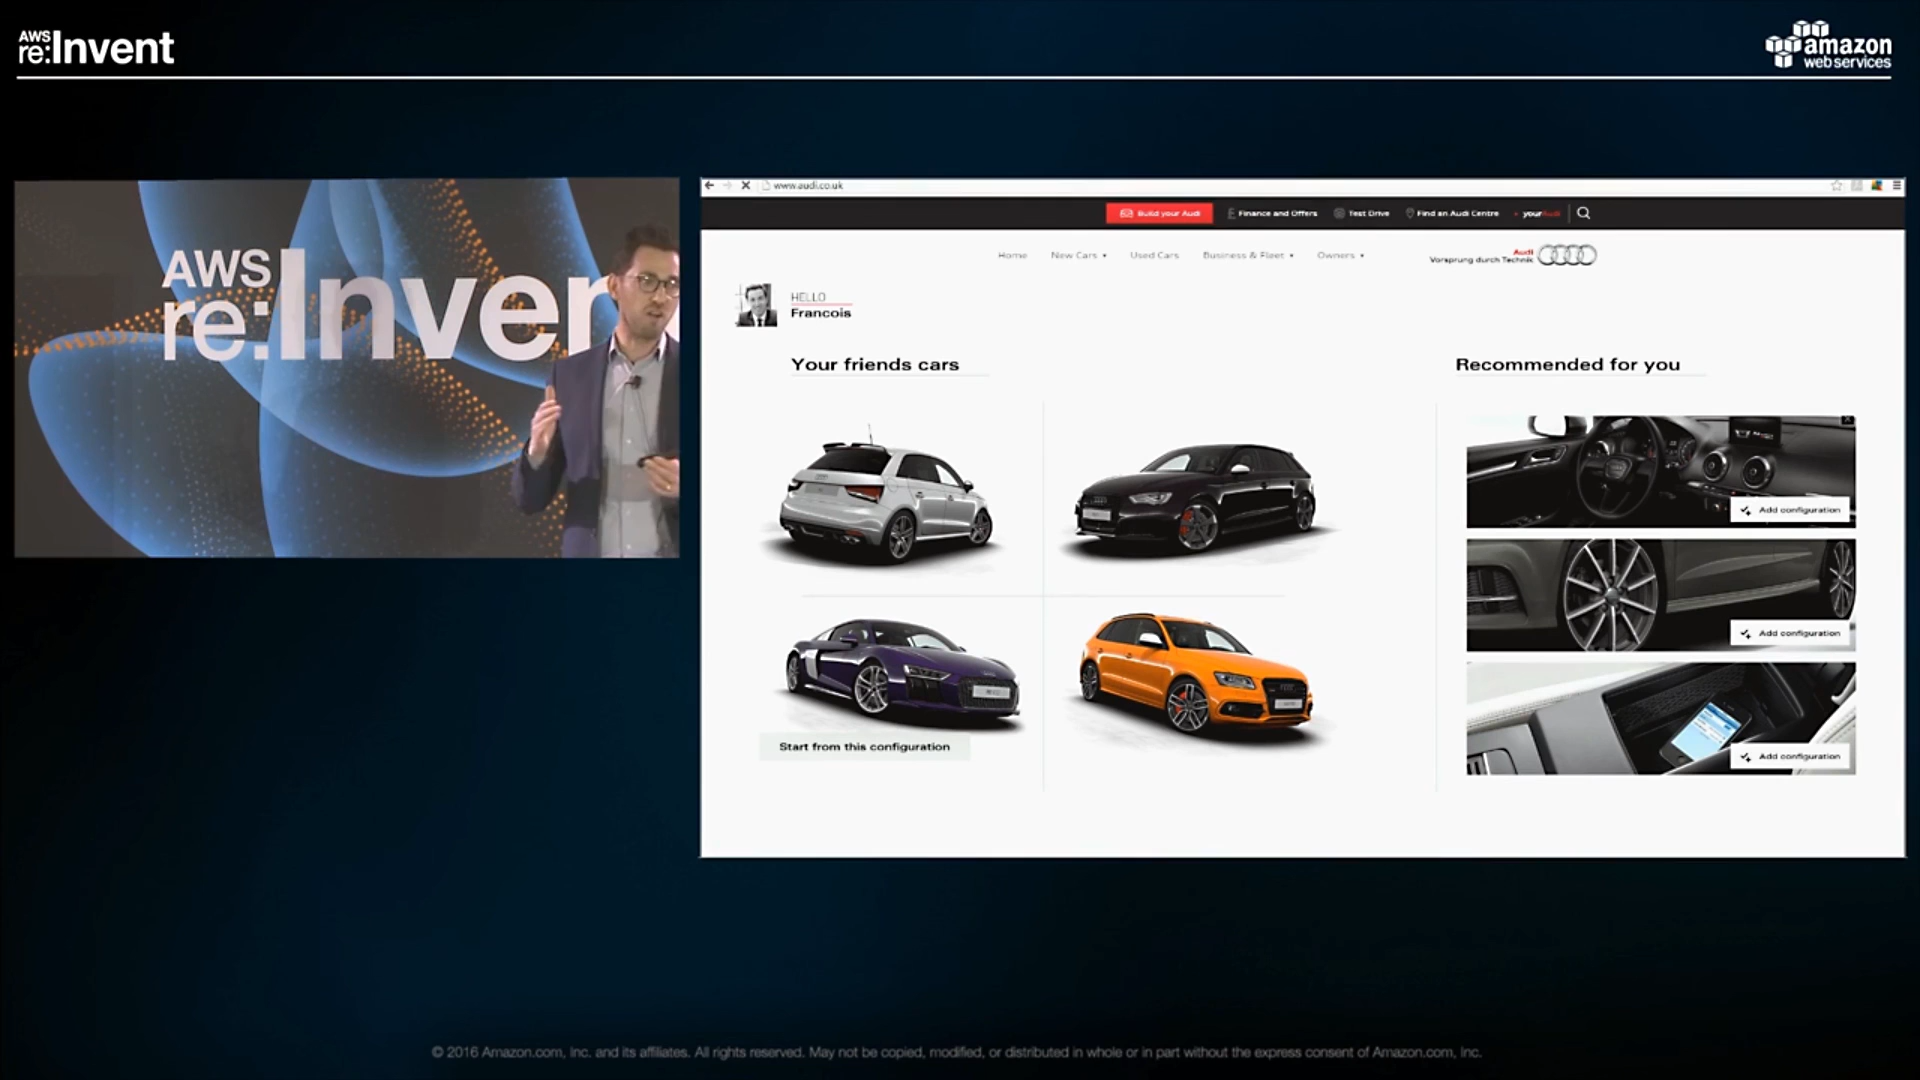 AWS
re:Invent
amazon
web services
AWS
re:Inven
www.audi.co.uk
Build your Audi
Finance and Offers
Test Drive
Find an Audi Centre
yourAudi
Home
New Cars
Used Cars
Business & Fleet
Owners
Audi
Vorsprung durch Technik
HELLO
Francois
Your friends cars
Recommended for you
Add configuration
Add configuration
Start from this configuration
Add configuration
© 2016 Amazon.com, Inc. and its affiliates. All rights reserved. May not be copied, modified, or distributed in whole or in part without the express consent of Amazon.com, Inc.